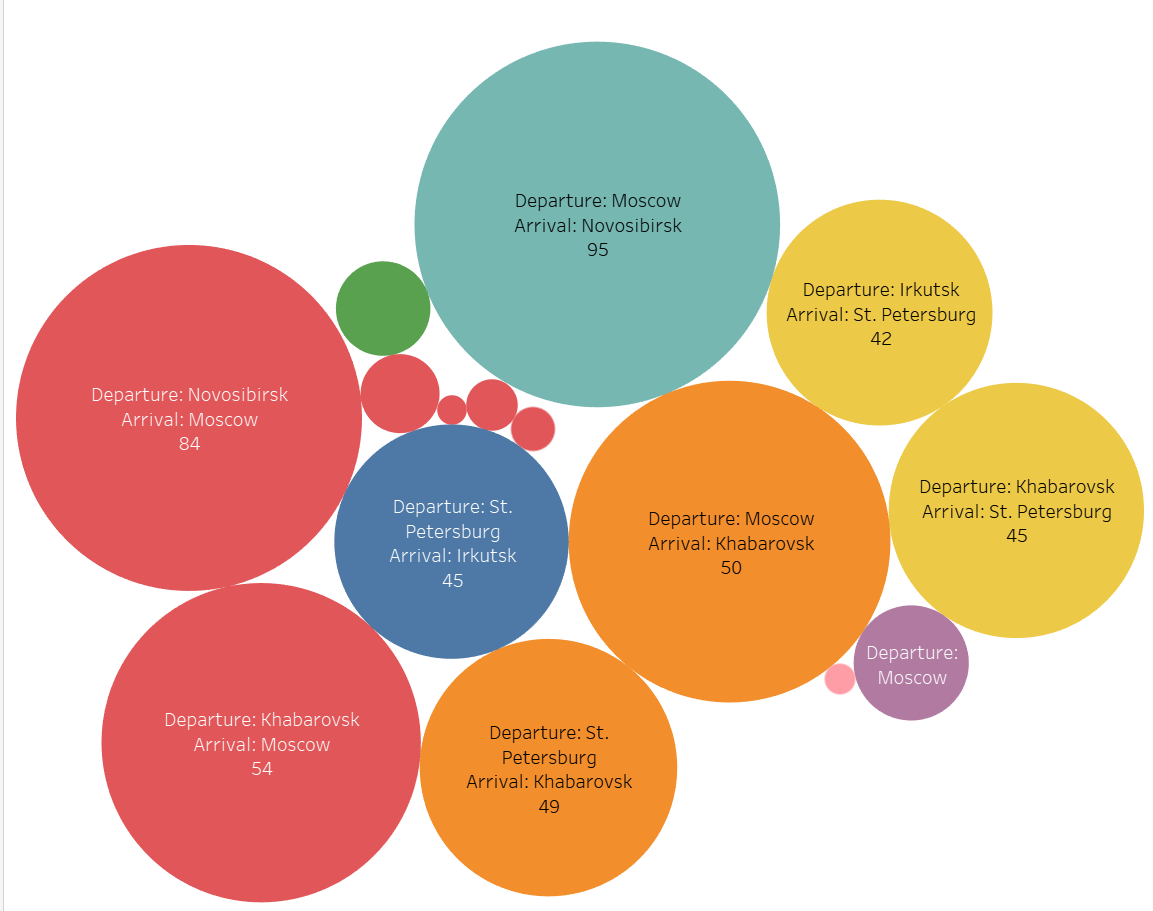 Departure: Moscow
Arrival: Novosibirsk
95
Departure: Irkutsk
Arrival: St. Petersburg
42
Departure: Novosibirsk
Arrival: Moscow
84
Departure: Khabarovsk
Arrival: St. Petersburg
45
Departure: St.
Petersburg
Arrival: Irkutsk
45
Departure: Moscow
Arrival: Khabarovsk
50
Departure:
Moscow
Departure: Khabarovsk
Arrival: Moscow
54
Departure: St.
Petersburg
Arrival: Khabarovsk
49